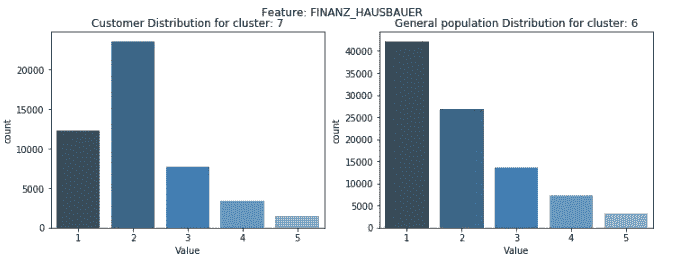 Feature: FINANZ_HAUSBAUER
Customer Distribution for cluster: 7
General population Distribution for cluster: 6
20000
15000
10000
5000
0
count
1 2 3 4 5
Value
40000
35000
30000
25000
20000
15000
10000
5000
0
count
1 2 3 4 5
Value